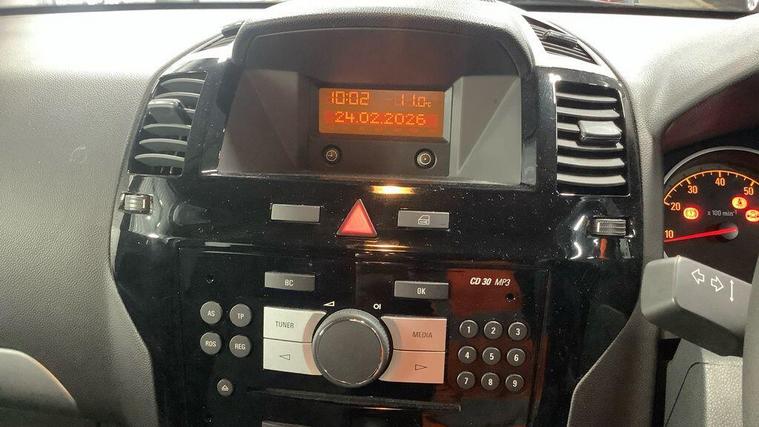 10:02 -11.0°C
24.02.2026
BC
OK
CD 30 MP3
AS
TP
TUNER
MEDIA
RDS
REG
1 2 3
4 5 6
7 8 9
10 20 30 40 50
x 100 min⁻¹